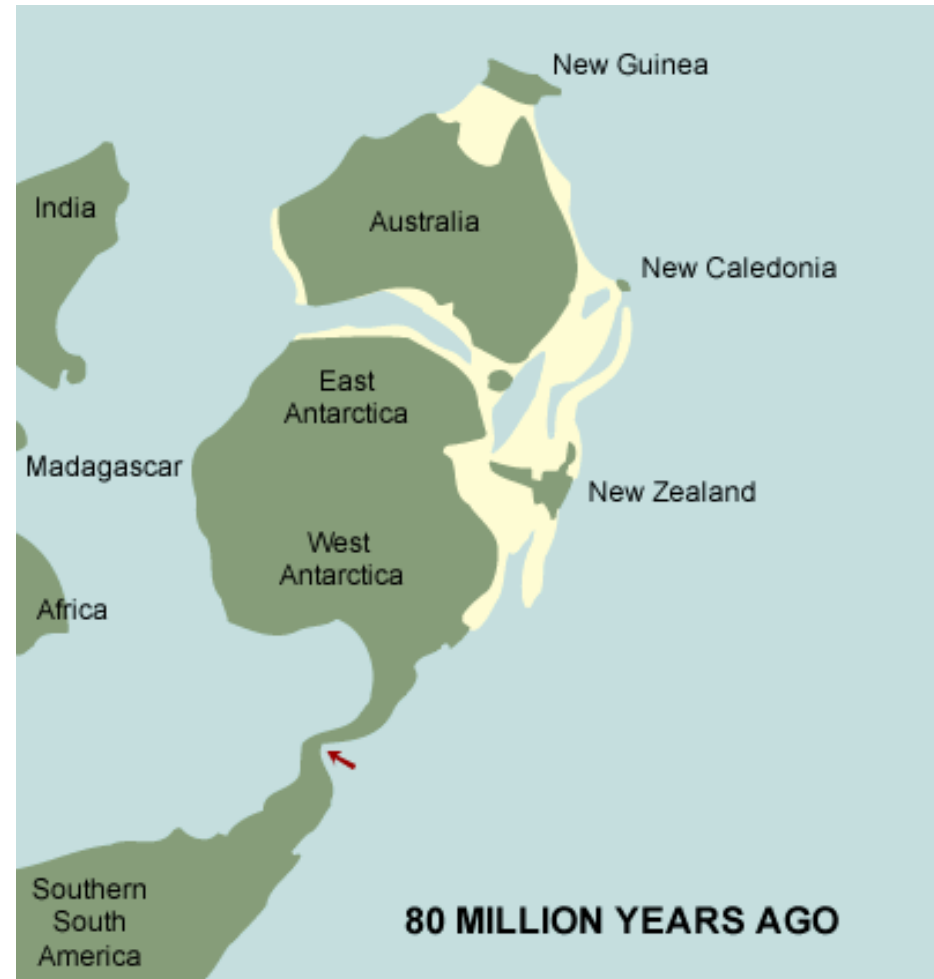 New Guinea
India
Australia
New Caledonia
East
Antarctica
Madagascar
New Zealand
West
Antarctica
Africa
Southern
South
America
80 MILLION YEARS AGO